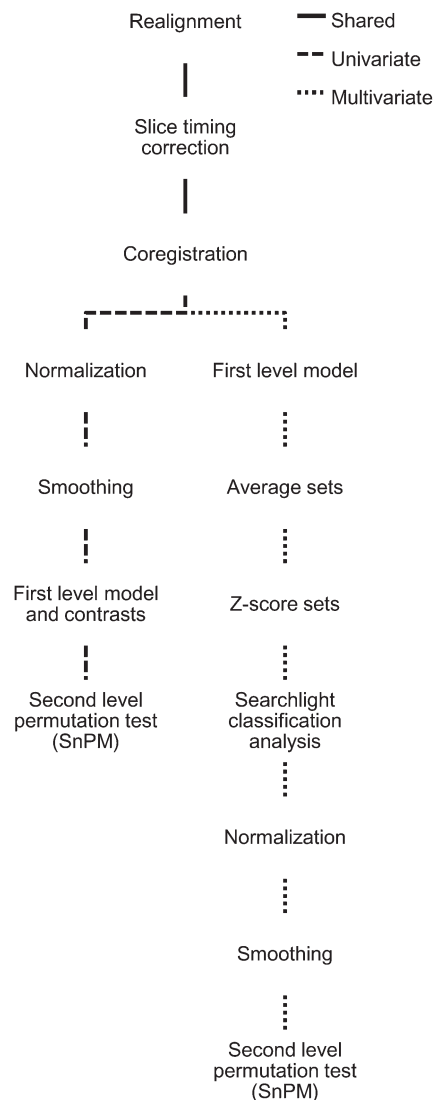 Realignment
Shared
Univariate
Multivariate
Slice timing
correction
Coregistration
Normalization
First level model
Smoothing
Average sets
First level model
and contrasts
Z-score sets
Second level
permutation test
(SnPM)
Searchlight
classification
analysis
Normalization
Smoothing
Second level
permutation test
(SnPM)